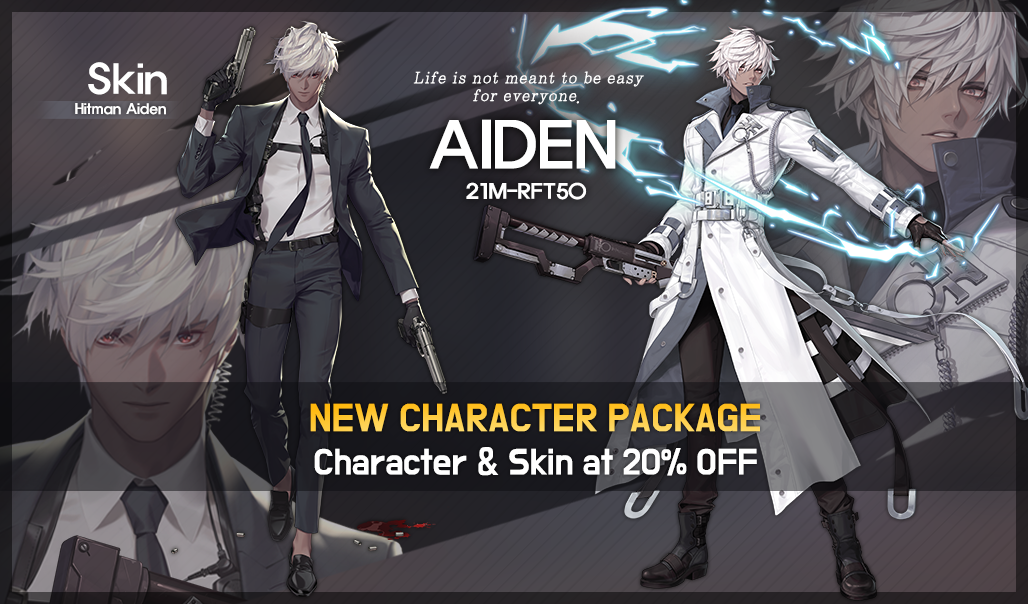 Skin
Hitman Aiden
Life is not meant to be easy
for everyone.
AIDEN
21M-RFT50
NEW CHARACTER PACKAGE
Character & Skin at 20% OFF